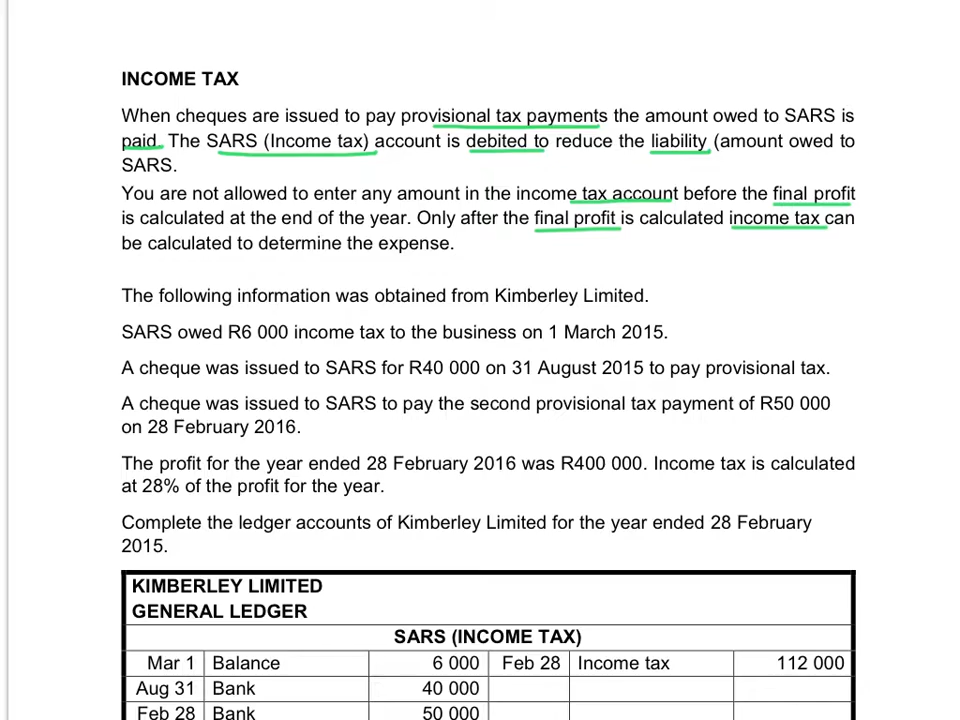 INCOME TAX
When cheques are issued to pay provisional tax payments the amount owed to SARS is
paid. The SARS (Income tax) account is debited to reduce the liability (amount owed to
SARS.
You are not allowed to enter any amount in the income tax account before the final profit
is calculated at the end of the year. Only after the final profit is calculated income tax can
be calculated to determine the expense.
The following information was obtained from Kimberley Limited.
SARS owed R6 000 income tax to the business on 1 March 2015.
A cheque was issued to SARS for R40 000 on 31 August 2015 to pay provisional tax.
A cheque was issued to SARS to pay the second provisional tax payment of R50 000
on 28 February 2016.
The profit for the year ended 28 February 2016 was R400 000. Income tax is calculated
at 28% of the profit for the year.
Complete the ledger accounts of Kimberley Limited for the year ended 28 February
2015.
KIMBERLEY LIMITED
GENERAL LEDGER
SARS (INCOME TAX)
Mar 1 Balance 6 000 Feb 28 Income tax 112 000
Aug 31 Bank 40 000
Feb 28 Bank 50 000